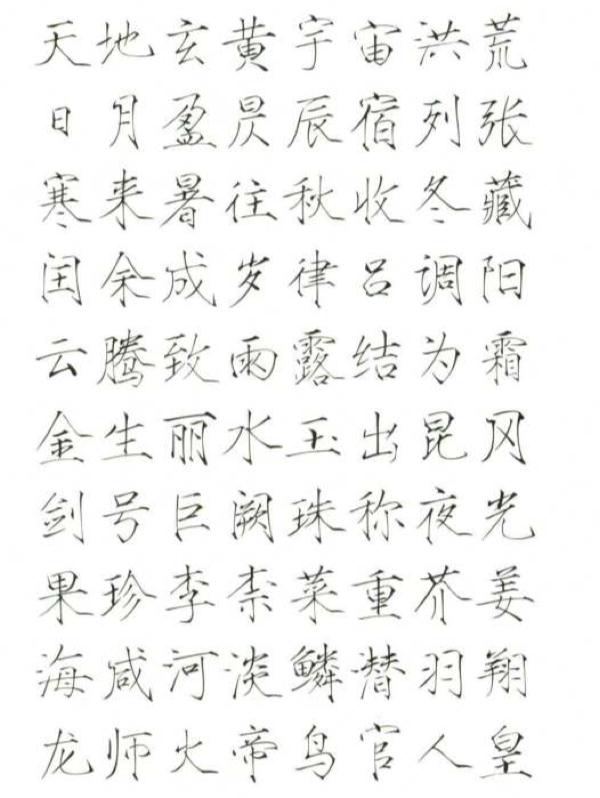 天地玄黄宇宙洪荒
日月盈昃辰宿列张
寒来暑往秋收冬藏
闰余成岁律吕调阳
云腾致雨露结为霜
金生丽水玉出昆冈
剑号巨阙珠称夜光
果珍李柰菜重芥姜
海咸河淡鳞潜羽翔
龙师火帝鸟官人皇